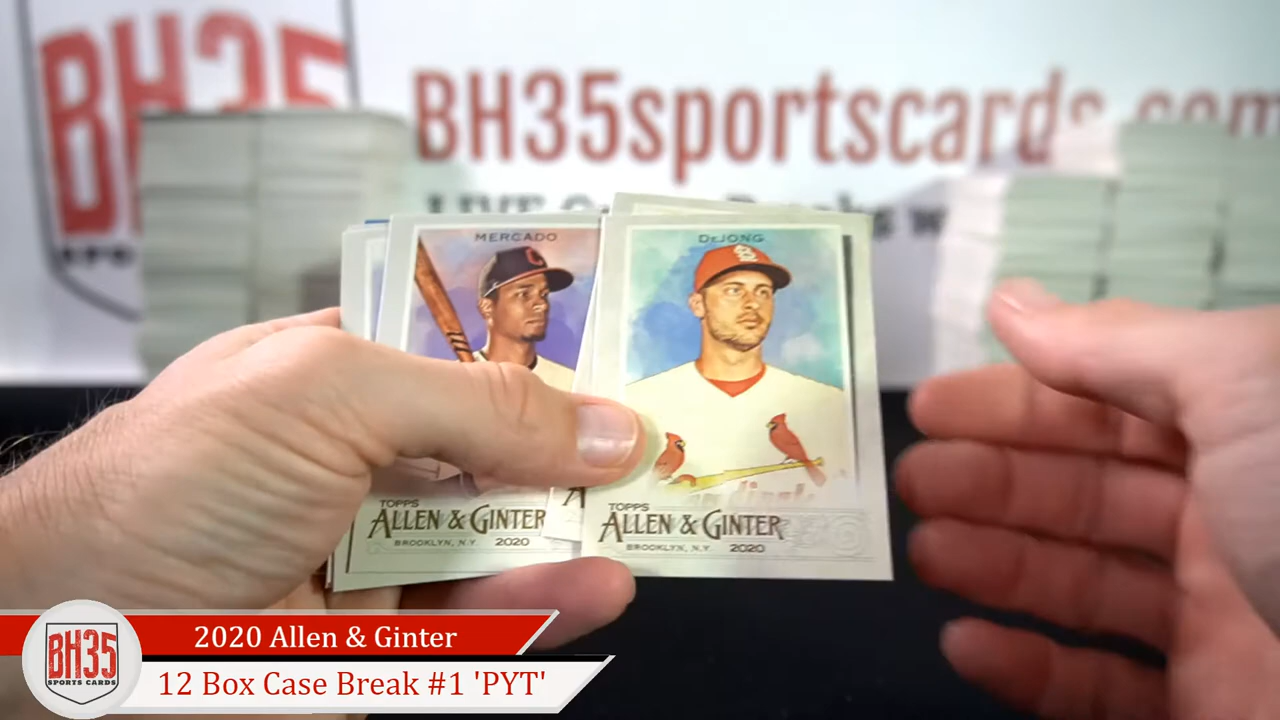 BH35
BH35sportscards.com
MERCADO
DEJONG
TOPPS
ALLEN & GINTER
BROOKLYN, N.Y. 2020
TOPPS
ALLEN & GINTER
BROOKLYN, N.Y. 2020
BH35
SPORTS CARDS
2020 Allen & Ginter
12 Box Case Break #1 'PYT'